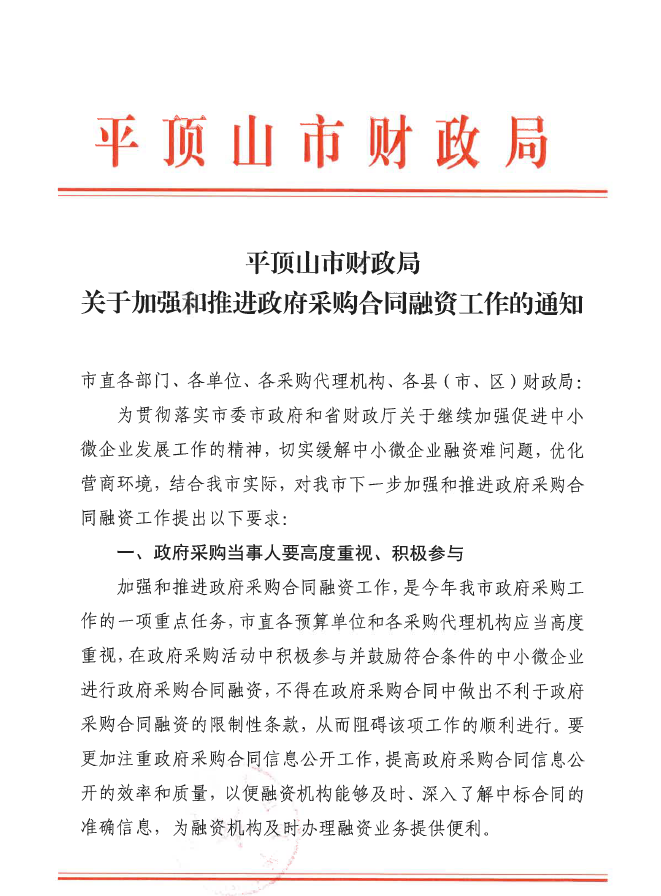 平顶山市财政局
平顶山市财政局
关于加强和推进政府采购合同融资工作的通知
市直各部门、各单位、各采购代理机构、各县（市、区）财政局：
为贯彻落实市委市政府和省财政厅关于继续加强促进中小
微企业发展工作的精神，切实缓解中小微企业融资难问题，优化
营商环境，结合我市实际，对我市下一步加强和推进政府采购合
同融资工作提出以下要求：
一、政府采购当事人要高度重视、积极参与
加强和推进政府采购合同融资工作，是今年我市政府采购工
作的一项重点任务，市直各预算单位和各采购代理机构应当高度
重视，在政府采购活动中积极参与并鼓励符合条件的中小微企业
进行政府采购合同融资，不得在政府采购合同中做出不利于政府
采购合同融资的限制性条款，从而阻碍该项工作的顺利进行。要
更加注重政府采购合同信息公开工作，提高政府采购合同信息公
开的效率和质量，以便融资机构能够及时、深入了解中标合同的
准确信息，为融资机构及时办理融资业务提供便利。